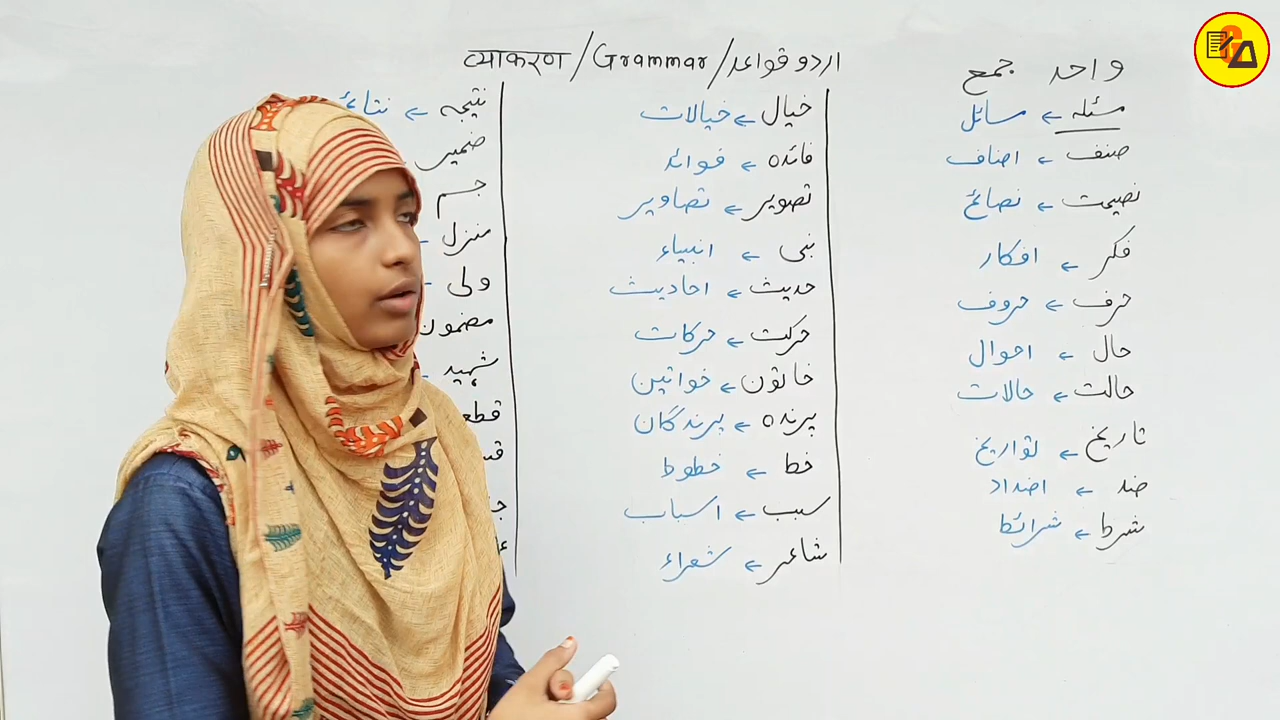 व्याकरण / Grammar / اردو قواعد
واحد جمع
مسئلہ ← مسائل
صنف ← اصناف
نصیحت ← نصائح
فکر ← افکار
حرف ← حروف
حال ← احوال
حالت ← حالات
تاریخ ← تواریخ
ضد ← اضداد
شرط ← شرائط
خیال ← خیالات
فائدہ ← فوائد
تصویر ← تصاویر
نبی ← انبیاء
حدیث ← احادیث
حرکت ← حرکات
خاتون ← خواتین
پرندہ ← پرندگان
خط ← خطوط
سبب ← اسباب
شاعر ← شعراء
نتیجہ ←
ضمیر
جسم
منزل
ولی
مضمون
شہید